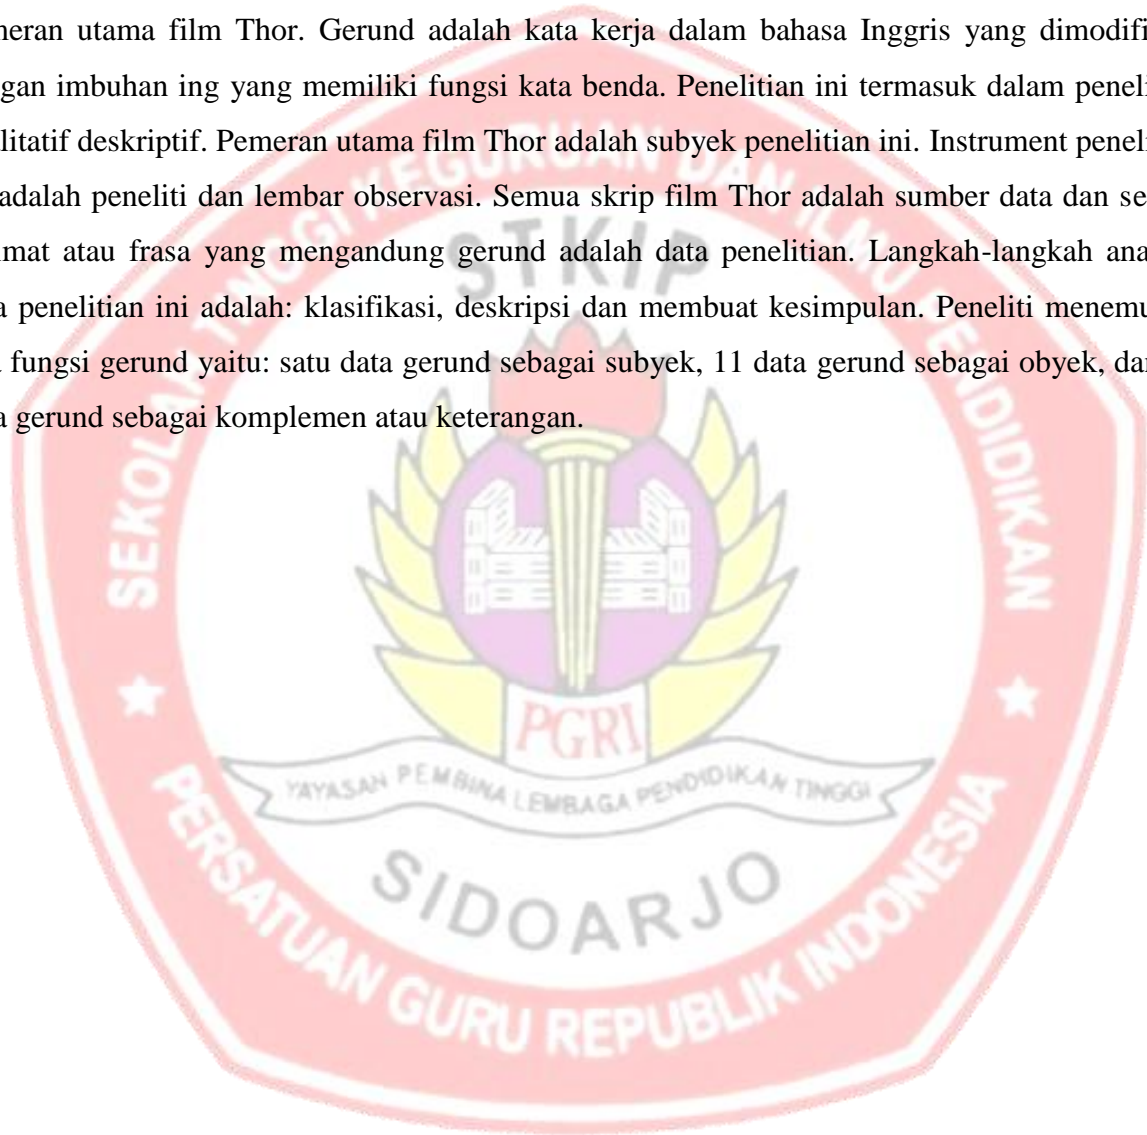 neran utama film Thor. Gerund adalah kata kerja dalam bahasa Inggris yang dimodifi
gan imbuhan ing yang memiliki fungsi kata benda. Penelitian ini termasuk dalam peneli
litatif deskriptif. Pemeran utama film Thor adalah subyek penelitian ini. Instrument peneli
adalah peneliti dan lembar observasi. Semua skrip film Thor adalah sumber data dan se
imat atau frasa yang mengandung gerund adalah data penelitian. Langkah-langkah ana
a penelitian ini adalah: klasifikasi, deskripsi dan membuat kesimpulan. Peneliti menemu
fungsi gerund yaitu: satu data gerund sebagai subyek, 11 data gerund sebagai obyek, dan
a gerund sebagai komplemen atau keterangan.
SEKOLAH TINGGI KEGURUAN DAN ILMU PENDIDIKAN
STKIP
PGRI
YAYASAN PEMBINA LEMBAGA PENDIDIKAN TINGGI
SIDOARJO
PERSATUAN GURU REPUBLIK INDONESIA